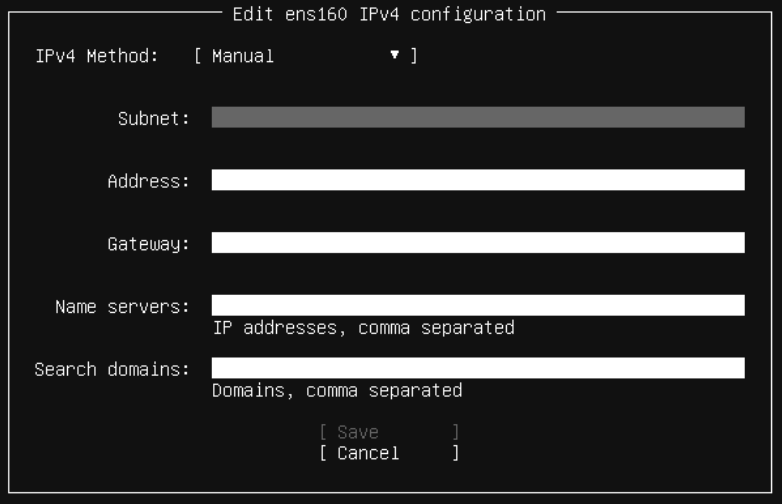 Edit ens160 IPv4 configuration
IPv4 Method: [ Manual ▼ ]
Subnet:
Address:
Gateway:
Name servers:
IP addresses, comma separated
Search domains:
Domains, comma separated
[ Save ]
[ Cancel ]